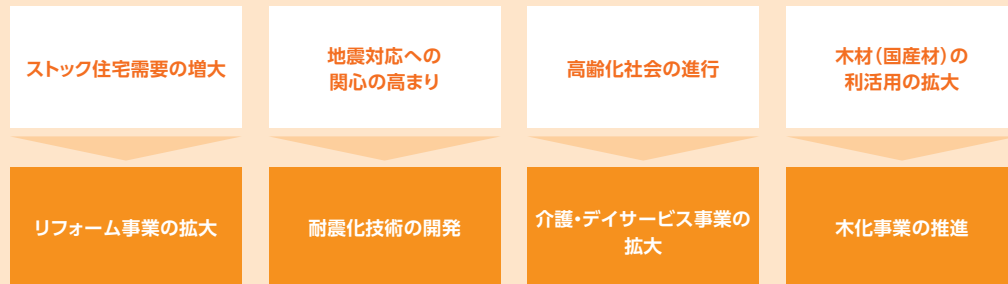 ストック住宅需要の増大
地震対応への
関心の高まり
高齢化社会の進行
木材（国産材）の
利活用の拡大
リフォーム事業の拡大
耐震化技術の開発
介護・デイサービス事業の
拡大
木化事業の推進